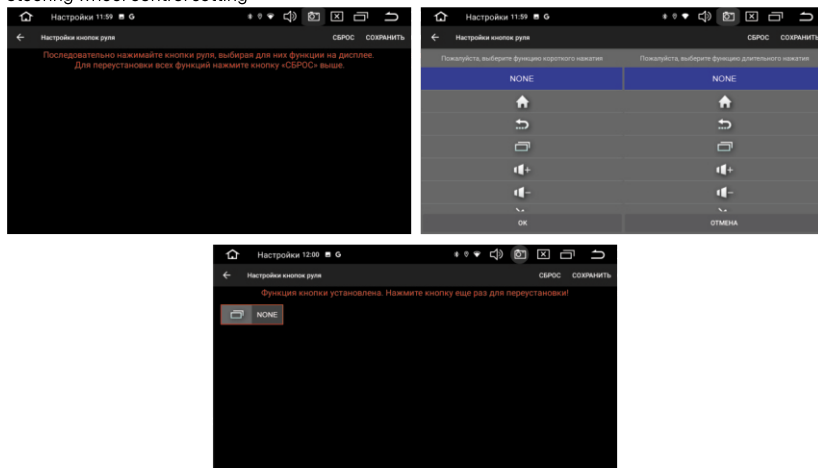 steering wheel control setting
Настройки 11:59 G
Настройки кнопок руля СБРОС СОХРАНИТЬ
Последовательно нажимайте кнопки руля, выбирая для них функции на дисплее.
Для переустановки всех функций нажмите кнопку «СБРОС» выше.
Настройки 11:59 G
Настройки кнопок руля СБРОС СОХРАНИТЬ
Пожалуйста, выберите функцию короткого нажатия Пожалуйста, выберите функцию длительного нажатия
NONE NONE
ОК ОТМЕНА
Настройки 12:00 G
Настройки кнопок руля СБРОС СОХРАНИТЬ
Функция кнопки установлена. Нажмите кнопку еще раз для переустановки!
NONE